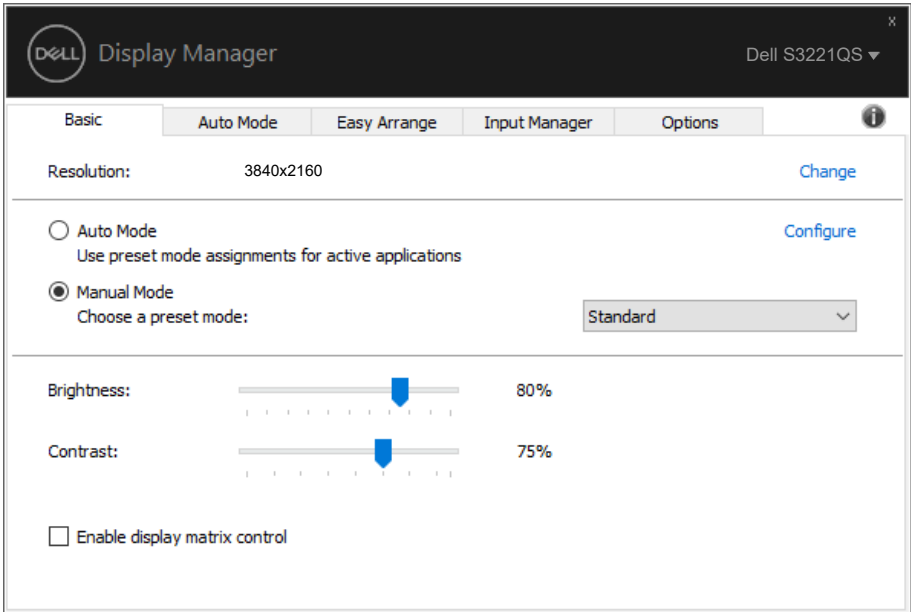 x
DELL Display Manager Dell S3221QS
Basic Auto Mode Easy Arrange Input Manager Options i
Resolution: 3840x2160 Change
Auto Mode Configure
Use preset mode assignments for active applications
Manual Mode
Choose a preset mode: Standard
Brightness: 80%
Contrast: 75%
Enable display matrix control